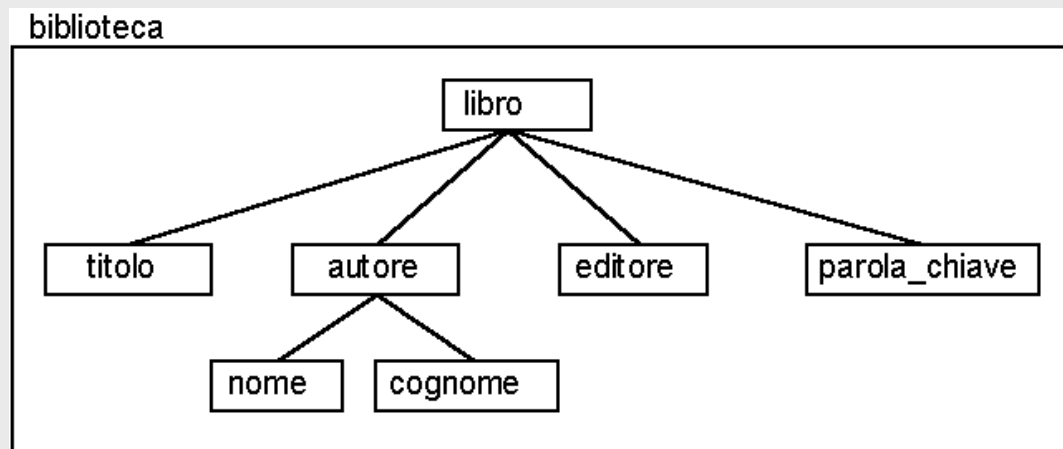 biblioteca
libro
titolo
autore
editore
parola_chiave
nome
cognome